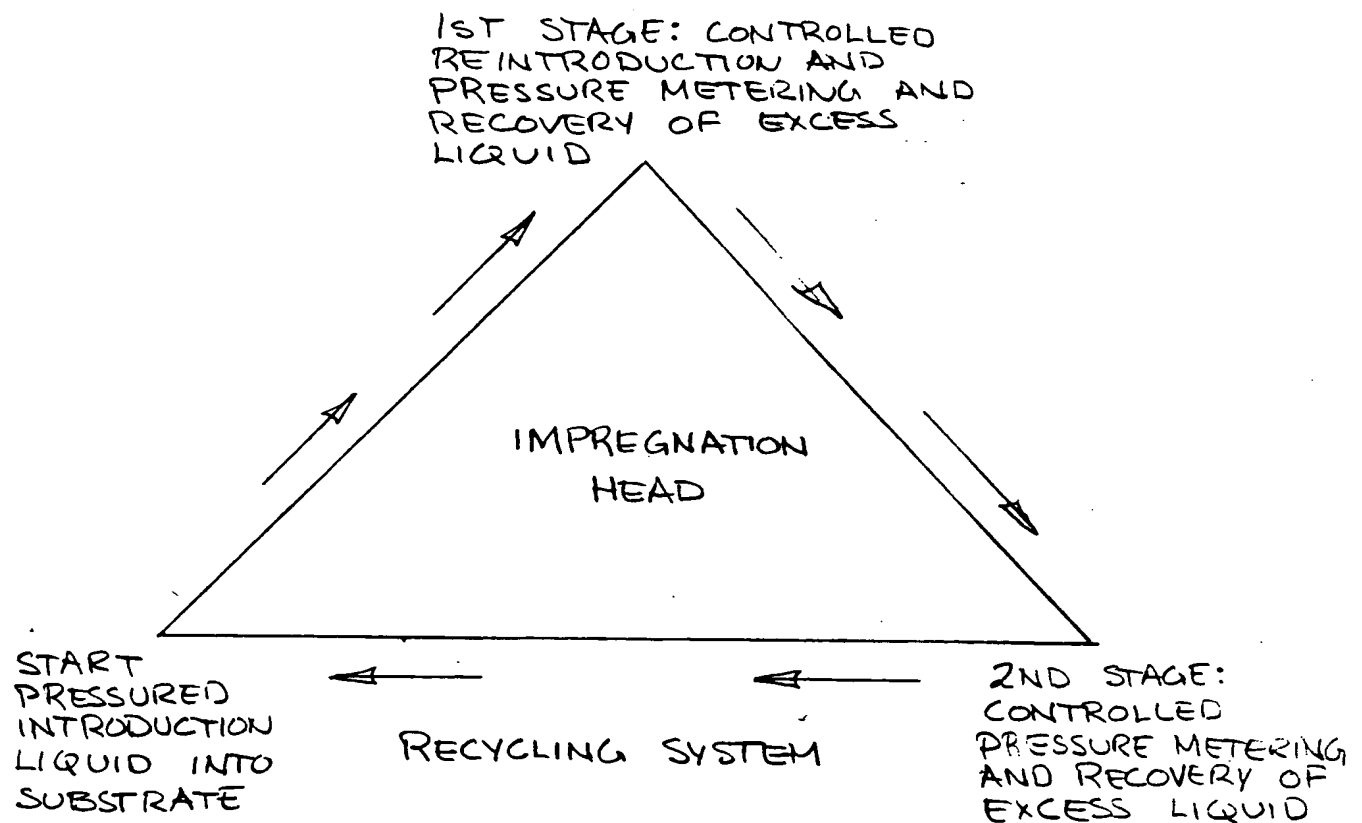 1ST STAGE: CONTROLLED
REINTRODUCTION AND
PRESSURE METERING AND
RECOVERY OF EXCESS
LIQUID
IMPREGNATION
HEAD
START
PRESSURED
INTRODUCTION
LIQUID INTO
SUBSTRATE
RECYCLING SYSTEM
2ND STAGE:
CONTROLLED
PRESSURE METERING
AND RECOVERY OF
EXCESS LIQUID